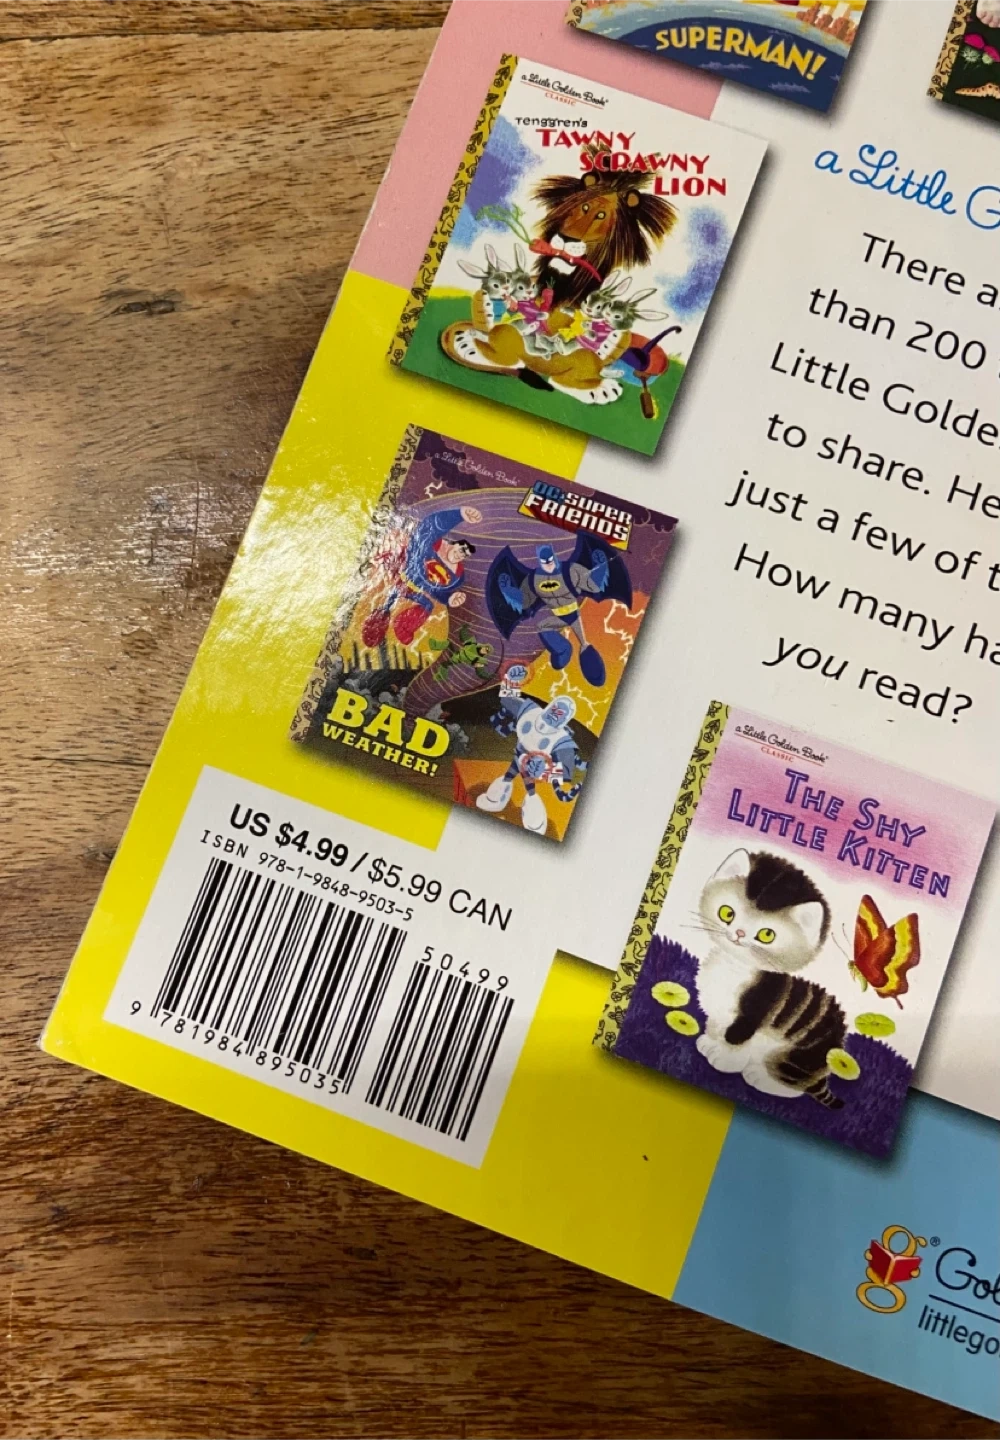 SUPERMAN!
a Little Golden Book®
CLASSIC
Tenggren's
TAWNY
SCRAWNY
LION
a Little G
There a
than 200
Little Golde
to share. He
just a few of t
How many ha
you read?
a Little Golden Book®
DC SUPER
FRIENDS
BAD
WEATHER!
a Little Golden Book®
CLASSIC
THE SHY
LITTLE KITTEN
US $4.99 / $5.99 CAN
ISBN 978-1-9848-9503-5
50499
9 781984 895035
g®
Gol
littlego